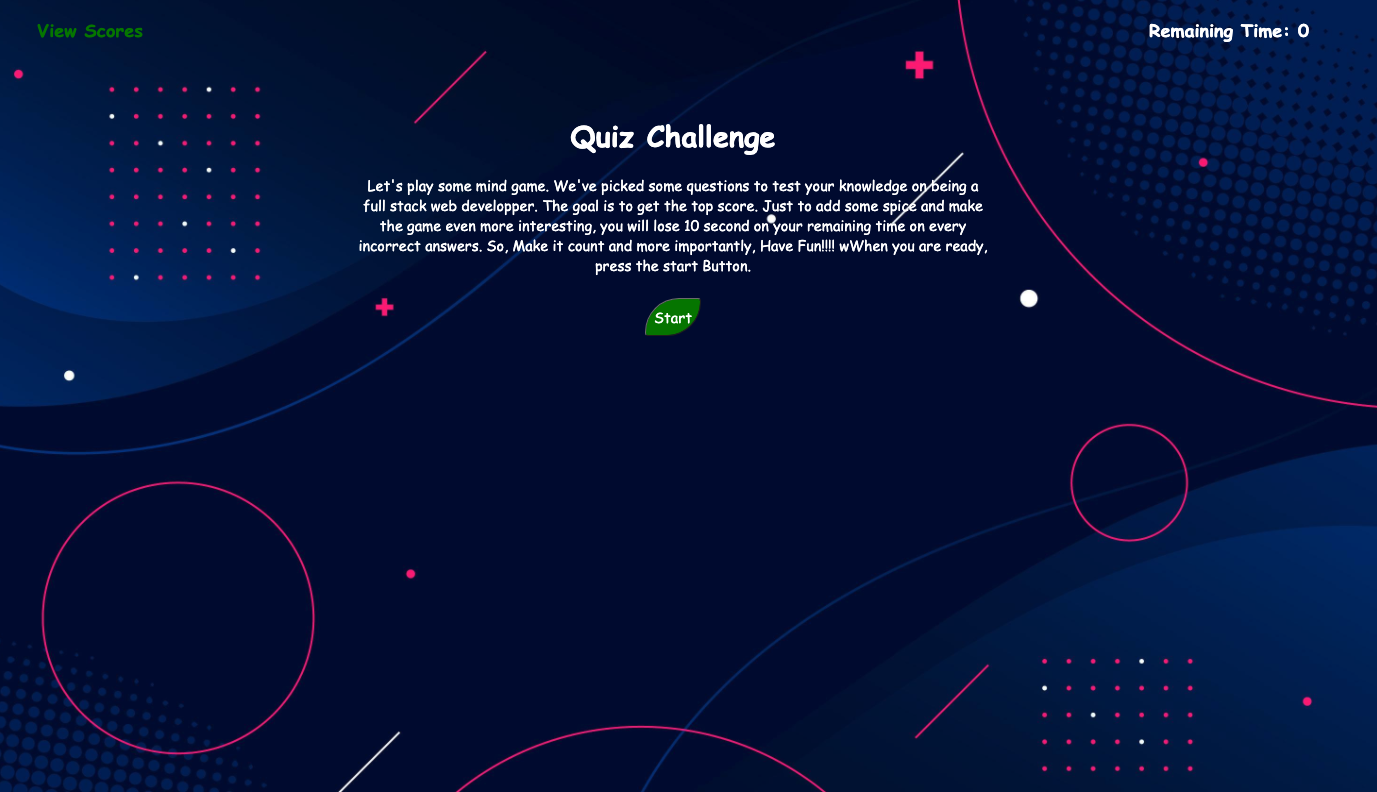 View Scores
Remaining Time: 0
Quiz Challenge
Let's play some mind game. We've picked some questions to test your knowledge on being a
full stack web developper. The goal is to get the top score. Just to add some spice and make
the game even more interesting, you will lose 10 second on your remaining time on every
incorrect answers. So, Make it count and more importantly, Have Fun!!!! wWhen you are ready,
press the start Button.
Start